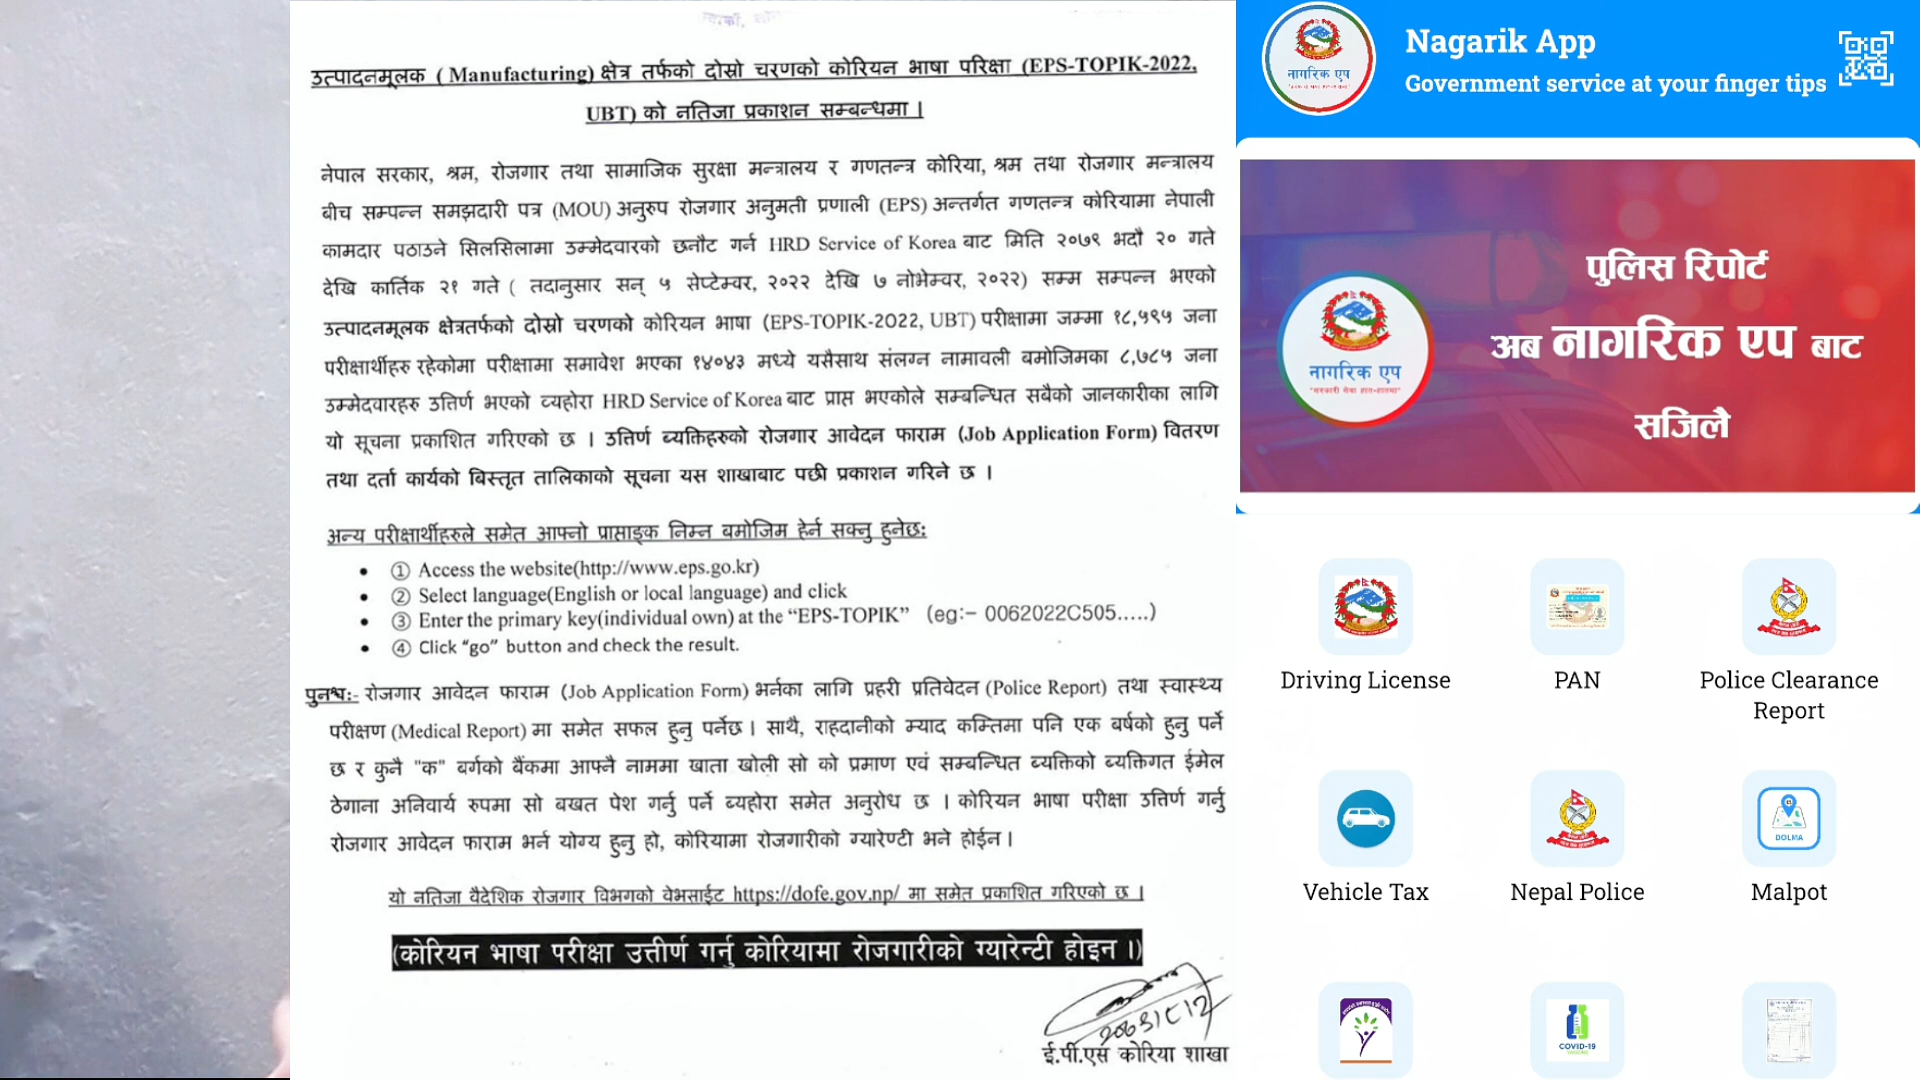 उत्पादनमूलक ( Manufacturing) क्षेत्र तर्फको दोस्रो चरणको कोरियन भाषा परिक्षा (EPS-TOPIK-2022,
UBT) को नतिजा प्रकाशन सम्बन्धमा ।
नेपाल सरकार, श्रम, रोजगार तथा सामाजिक सुरक्षा मन्त्रालय र गणतन्त्र कोरिया, श्रम तथा रोजगार मन्त्रालय
बीच सम्पन्न समझदारी पत्र (MOU) अनुरुप रोजगार अनुमती प्रणाली (EPS) अन्तर्गत गणतन्त्र कोरियामा नेपाली
कामदार पठाउने सिलसिलामा उम्मेदवारको छनौट गर्न HRD Service of Korea बाट मिति २०७९ भदौ २० गते
देखि कार्तिक २१ गते ( तदानुसार सन् ५ सेप्टेम्वर, २०२२ देखि ७ नोभेम्वर, २०२२) सम्म सम्पन्न भएको
उत्पादनमूलक क्षेत्रतर्फको दोस्रो चरणको कोरियन भाषा (EPS-TOPIK-2022, UBT) परीक्षामा जम्मा १८,५९५ जना
परीक्षार्थीहरु रहेकोमा परीक्षामा समावेश भएका १४०४३ मध्ये यसैसाथ संलग्न नामावली बमोजिमका ८,७८५ जना
उम्मेदवारहरु उत्तिर्ण भएको व्यहोरा HRD Service of Korea बाट प्राप्त भएकोले सम्बन्धित सबैको जानकारीका लागि
यो सूचना प्रकाशित गरिएको छ । उत्तिर्ण व्यक्तिहरुको रोजगार आवेदन फाराम (Job Application Form) वितरण
तथा दर्ता कार्यको बिस्तृत तालिकाको सूचना यस शाखाबाट पछी प्रकाशन गरिने छ ।
अन्य परीक्षार्थीहरुले समेत आफ्नो प्राप्ताङ्क निम्न बमोजिम हेर्न सक्नु हुनेछ:
• ① Access the website(http://www.eps.go.kr)
• ② Select language(English or local language) and click
• ③ Enter the primary key(individual own) at the “EPS-TOPIK” (eg:- 0062022C505.....)
• ④ Click “go” button and check the result.
पुनश्च:- रोजगार आवेदन फाराम (Job Application Form) भर्नका लागि प्रहरी प्रतिवेदन (Police Report) तथा स्वास्थ्य
परीक्षण (Medical Report) मा समेत सफल हुनु पर्नेछ । साथै, राहदानीको म्याद कम्तिमा पनि एक बर्षको हुनु पर्ने
छ र कुनै "क" बर्गको बैंकमा आफ्नै नाममा खाता खोली सो को प्रमाण एवं सम्बन्धित व्यक्तिको व्यक्तिगत ईमेल
ठेगाना अनिवार्य रुपमा सो बखत पेश गर्नु पर्ने व्यहोरा समेत अनुरोध छ । कोरियन भाषा परीक्षा उत्तिर्ण गर्नु
रोजगार आवेदन फाराम भर्न योग्य हुनु हो, कोरियामा रोजगारीको ग्यारेण्टी भने होईन ।
यो नतिजा वैदेशिक रोजगार विभगको वेभसाईट https://dofe.gov.np/ मा समेत प्रकाशित गरिएको छ ।
(कोरियन भाषा परीक्षा उत्तीर्ण गर्नु कोरियामा रोजगारीको ग्यारेन्टी होइन ।)
ई.पी.एस कोरिया शाखा
नागरिक एप
Nagarik App
Government service at your finger tips
नागरिक एप
"सरकारी सेवा हात-हातमा"
पुलिस रिपोर्ट
अब नागरिक एप बाट
सजिलै
Driving License
PAN
Police Clearance
Report
DOLMA
Vehicle Tax
Nepal Police
Malpot
COVID-19